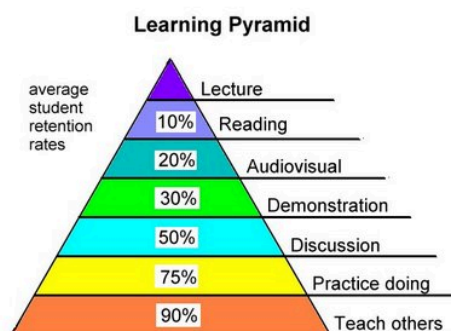 Learning Pyramid
average
student
retention
rates
Lecture
10% Reading
20% Audiovisual
30% Demonstration
50% Discussion
75% Practice doing
90% Teach others